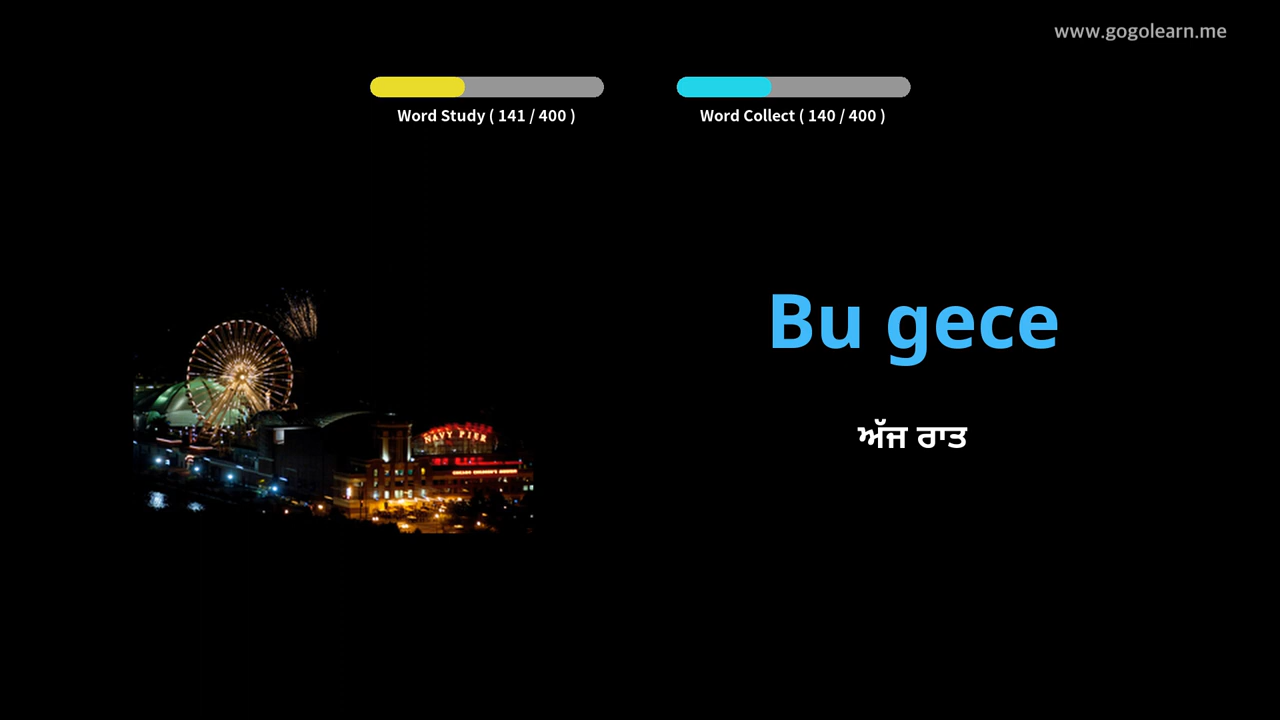 www.gogolearn.me
Word Study ( 141 / 400 )
Word Collect ( 140 / 400 )
Bu gece
ਅੱਜ ਰਾਤ
NAVY PIER